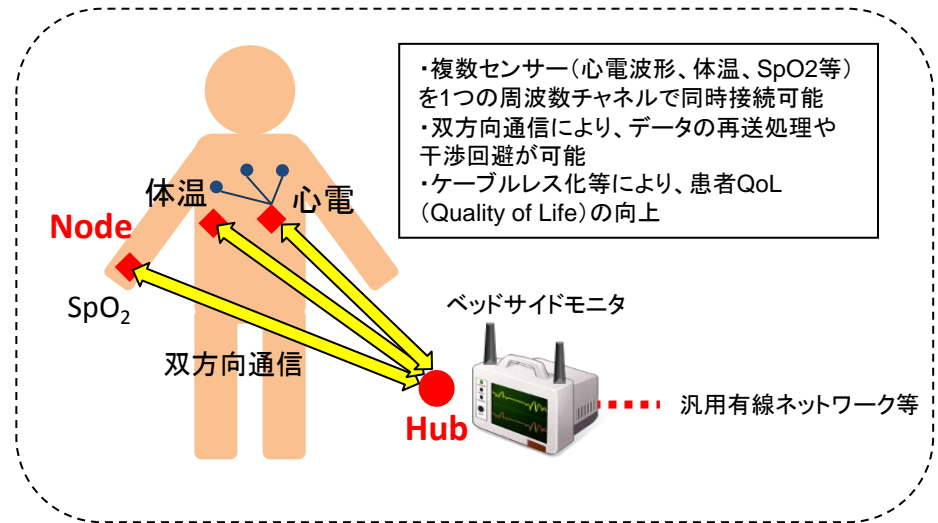 ・複数センサー（心電波形、体温、SpO2等）
を1つの周波数チャネルで同時接続可能
・双方向通信により、データの再送処理や
干渉回避が可能
・ケーブルレス化等により、患者QoL
（Quality of Life）の向上
体温
心電
Node
SpO₂
双方向通信
ベッドサイドモニタ
Hub
汎用有線ネットワーク等